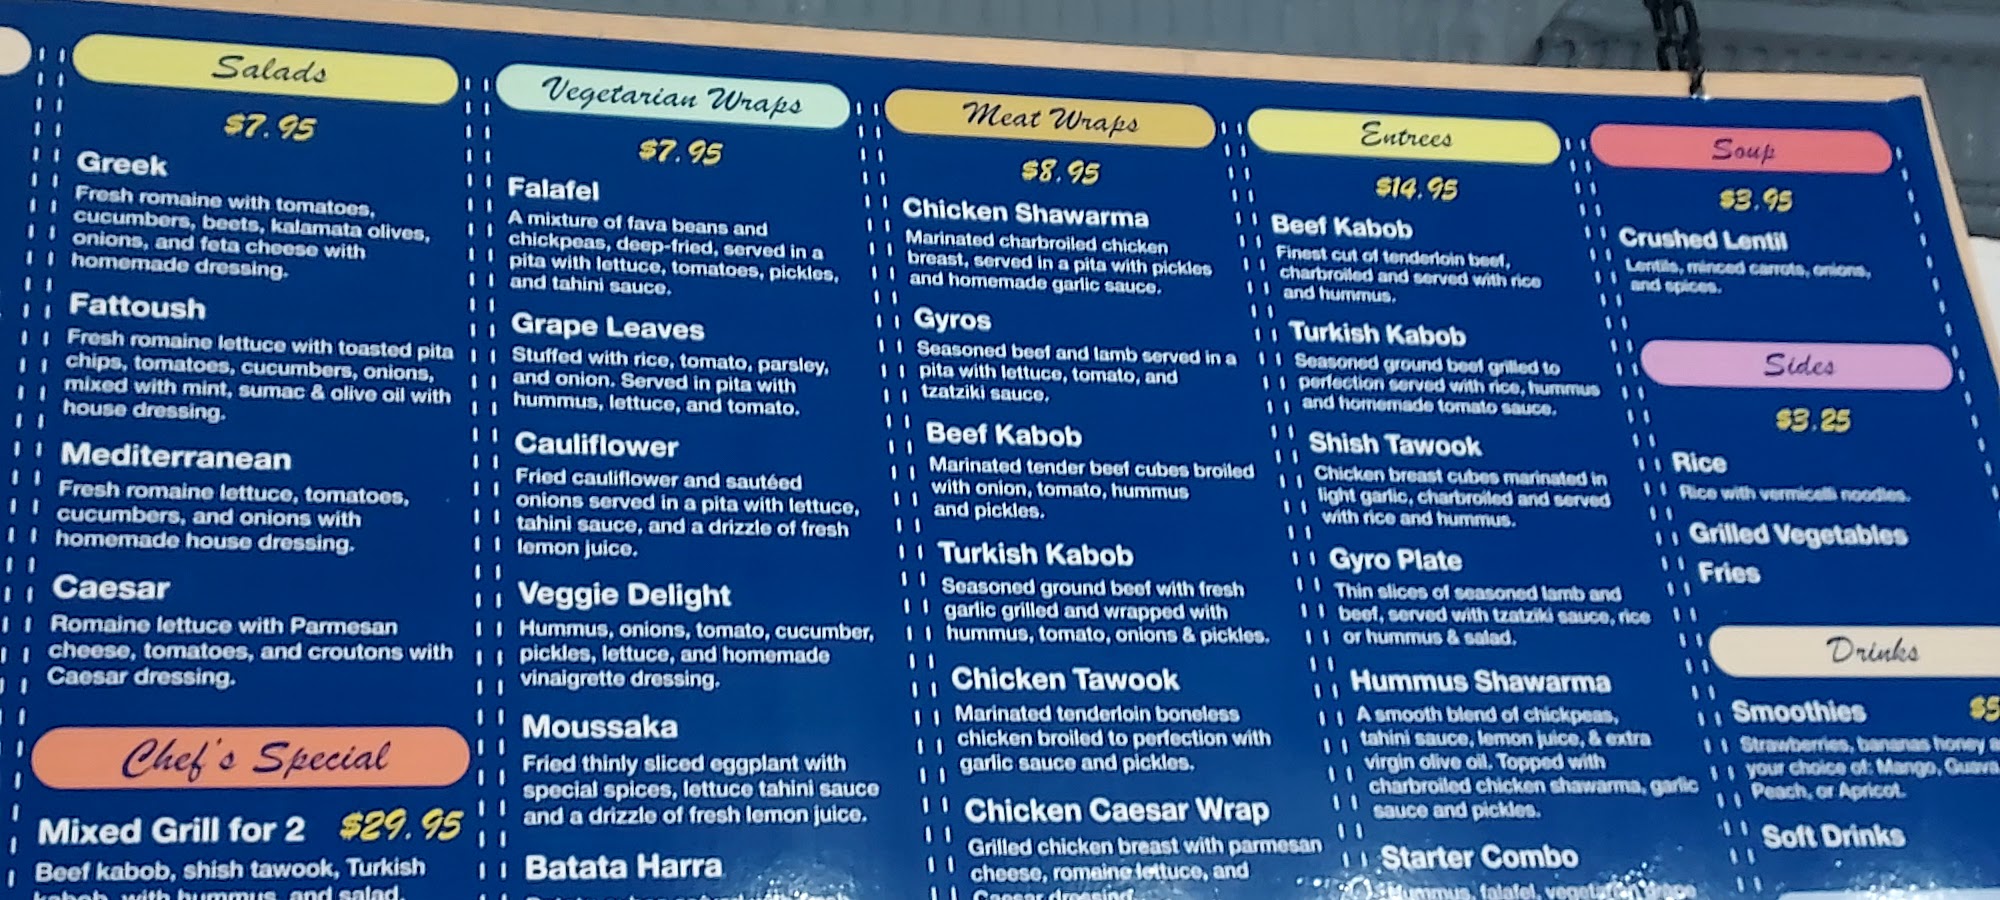 Salads
$7.95
Greek
Fresh romaine with tomatoes,
cucumbers, beets, kalamata olives,
onions, and feta cheese with
homemade dressing.
Fattoush
Fresh romaine lettuce with toasted pita
chips, tomatoes, cucumbers, onions,
mixed with mint, sumac & olive oil with
house dressing.
Mediterranean
Fresh romaine lettuce, tomatoes,
cucumbers, and onions with
homemade house dressing.
Caesar
Romaine lettuce with Parmesan
cheese, tomatoes, and croutons with
Caesar dressing.
Chef's Special
Mixed Grill for 2 $29.95
Beef kabob, shish tawook, Turkish
kabob, with hummus, and salad.
Vegetarian Wraps
$7.95
Falafel
A mixture of fava beans and
chickpeas, deep-fried, served in a
pita with lettuce, tomatoes, pickles,
and tahini sauce.
Grape Leaves
Stuffed with rice, tomato, parsley,
and onion. Served in pita with
hummus, lettuce, and tomato.
Cauliflower
Fried cauliflower and sautéed
onions served in a pita with lettuce,
tahini sauce, and a drizzle of fresh
lemon juice.
Veggie Delight
Hummus, onions, tomato, cucumber,
pickles, lettuce, and homemade
vinaigrette dressing.
Moussaka
Fried thinly sliced eggplant with
special spices, lettuce tahini sauce
and a drizzle of fresh lemon juice.
Batata Harra
Meat Wraps
$8.95
Chicken Shawarma
Marinated charbroiled chicken
breast, served in a pita with pickles
and homemade garlic sauce.
Gyros
Seasoned beef and lamb served in a
pita with lettuce, tomato, and
tzatziki sauce.
Beef Kabob
Marinated tender beef cubes broiled
with onion, tomato, hummus
and pickles.
Turkish Kabob
Seasoned ground beef with fresh
garlic grilled and wrapped with
hummus, tomato, onions & pickles.
Chicken Tawook
Marinated tenderloin boneless
chicken broiled to perfection with
garlic sauce and pickles.
Chicken Caesar Wrap
Grilled chicken breast with parmesan
cheese, romaine lettuce, and
Caesar dressing.
Entrees
$14.95
Beef Kabob
Finest cut of tenderloin beef,
charbroiled and served with rice
and hummus.
Turkish Kabob
Seasoned ground beef grilled to
perfection served with rice, hummus
and homemade tomato sauce.
Shish Tawook
Chicken breast cubes marinated in
light garlic, charbroiled and served
with rice and hummus.
Gyro Plate
Thin slices of seasoned lamb and
beef, served with tzatziki sauce, rice
or hummus & salad.
Hummus Shawarma
A smooth blend of chickpeas,
tahini sauce, lemon juice, & extra
virgin olive oil. Topped with
charbroiled chicken shawarma, garlic
sauce and pickles.
Starter Combo
Hummus, falafel, vegetarian grape
Soup
$3.95
Crushed Lentil
Lentils, minced carrots, onions,
and spices.
Sides
$3.25
Rice
Rice with vermicelli noodles.
Grilled Vegetables
Fries
Drinks
Smoothies $5
Strawberries, bananas honey
your choice of: Mango, Guava
Peach, or Apricot.
Soft Drinks